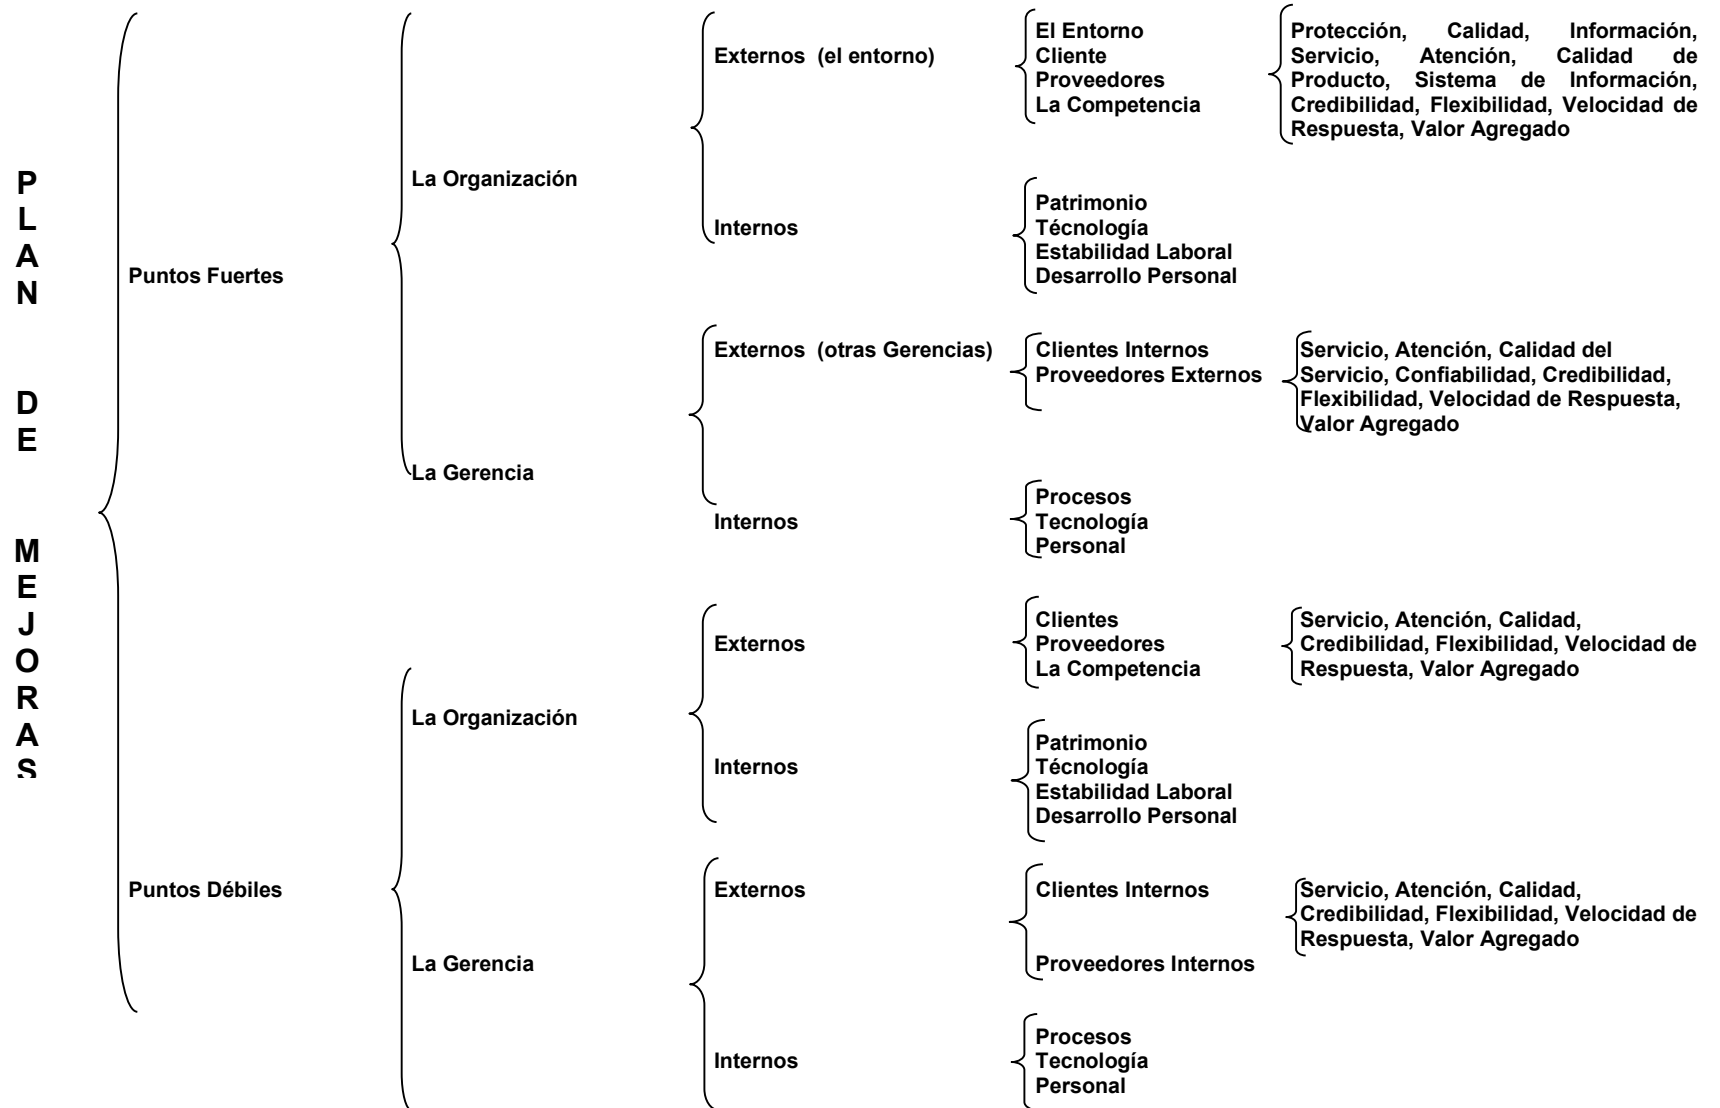 PLAN DE MEJORAS
Puntos Fuertes
La Organización
Externos (el entorno)
El Entorno
Cliente
Proveedores
La Competencia
Protección, Calidad, Información,
Servicio, Atención, Calidad de
Producto, Sistema de Información,
Credibilidad, Flexibilidad, Velocidad de
Respuesta, Valor Agregado
Internos
Patrimonio
Técnología
Estabilidad Laboral
Desarrollo Personal
La Gerencia
Externos (otras Gerencias)
Clientes Internos
Proveedores Externos
Servicio, Atención, Calidad del
Servicio, Confiabilidad, Credibilidad,
Flexibilidad, Velocidad de Respuesta,
Valor Agregado
Internos
Procesos
Tecnología
Personal
Puntos Débiles
La Organización
Externos
Clientes
Proveedores
La Competencia
Servicio, Atención, Calidad,
Credibilidad, Flexibilidad, Velocidad de
Respuesta, Valor Agregado
Internos
Patrimonio
Técnología
Estabilidad Laboral
Desarrollo Personal
La Gerencia
Externos
Clientes Internos
Proveedores Internos
Servicio, Atención, Calidad,
Credibilidad, Flexibilidad, Velocidad de
Respuesta, Valor Agregado
Internos
Procesos
Tecnología
Personal